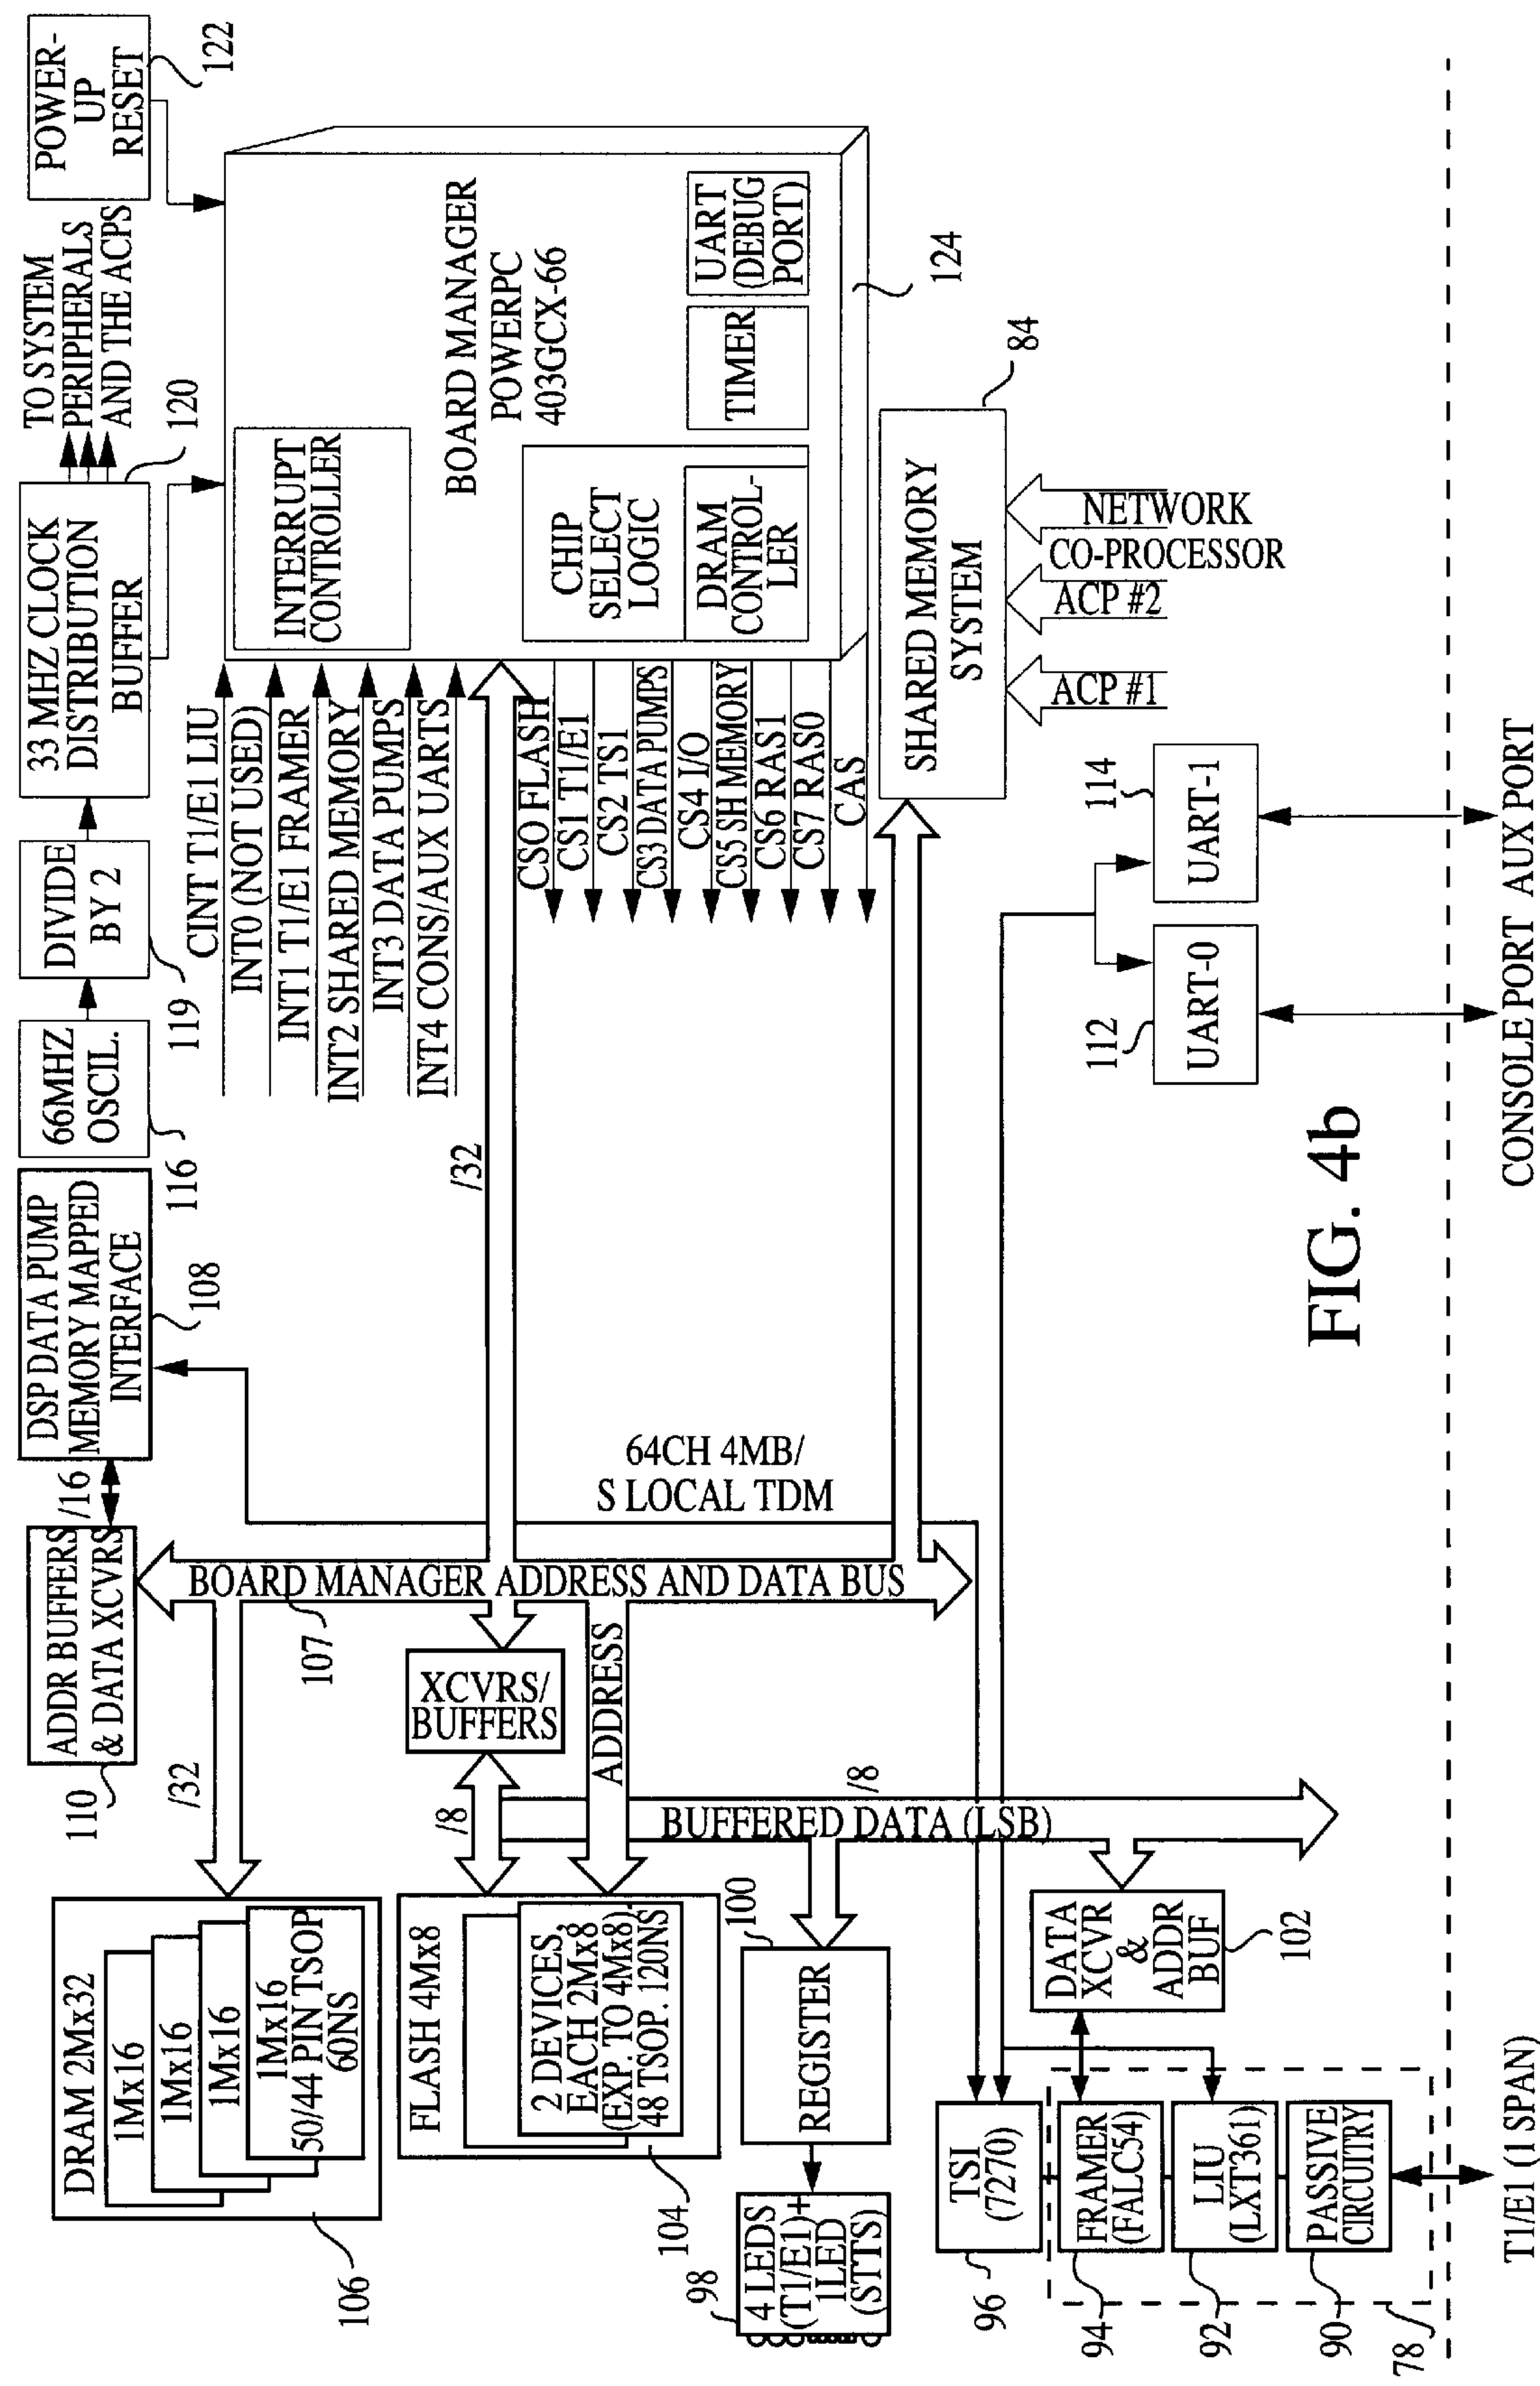 DRAM 2Mx32
1Mx16
1Mx16
1Mx16
1Mx16
50/44 PIN TSOP
60NS
106
/32
ADDR BUFFERS
& DATA XCVRS
110
/16
DSP DATA PUMP
MEMORY MAPPED
INTERFACE
108
66MHZ
OSCIL.
116
DIVIDE
BY 2
119
33 MHZ CLOCK
DISTRIBUTION
BUFFER
120
TO SYSTEM
PERIPHERALS
AND THE ACPS
POWER-
UP
RESET
122
FLASH 4Mx8
2 DEVICES,
EACH 2Mx8
(EXP. TO 4Mx8).
48 TSOP. 120NS
104
/8
XCVRS/
BUFFERS
ADDRESS
BOARD MANAGER ADDRESS AND DATA BUS
107
/32
CINT T1/E1 LIU
INT0 (NOT USED)
INT1 T1/E1 FRAMER
INT2 SHARED MEMORY
INT3 DATA PUMPS
INT4 CONS/AUX UARTS
INTERRUPT
CONTROLLER
BOARD MANAGER
POWERPC
403GCX-66
CHIP
SELECT
LOGIC
DRAM
CONTROL-
LER
TIMER
UART
(DEBUG
PORT)
124
CSO FLASH
CS1 T1/E1
CS2 TS1
CS3 DATA PUMPS
CS4 I/O
CS5 SH MEMORY
CS6 RAS1
CS7 RAS0
CAS
64CH 4MB/
S LOCAL TDM
/8
BUFFERED DATA (LSB)
98
4 LEDS
(T1/E1)+
1LED
(STTS)
REGISTER
100
SHARED MEMORY
SYSTEM
84
ACP #1
ACP #2
NETWORK
CO-PROCESSOR
TSI
(7270)
96
FRAMER
(FALC54)
94
LIU
(LXT361)
92
PASSIVE
CIRCUITRY
90
78
DATA
XCVR
&
ADDR
BUF
102
UART-0
112
UART-1
114
FIG. 4b
T1/E1 (1 SPAN)
CONSOLE PORT
AUX PORT